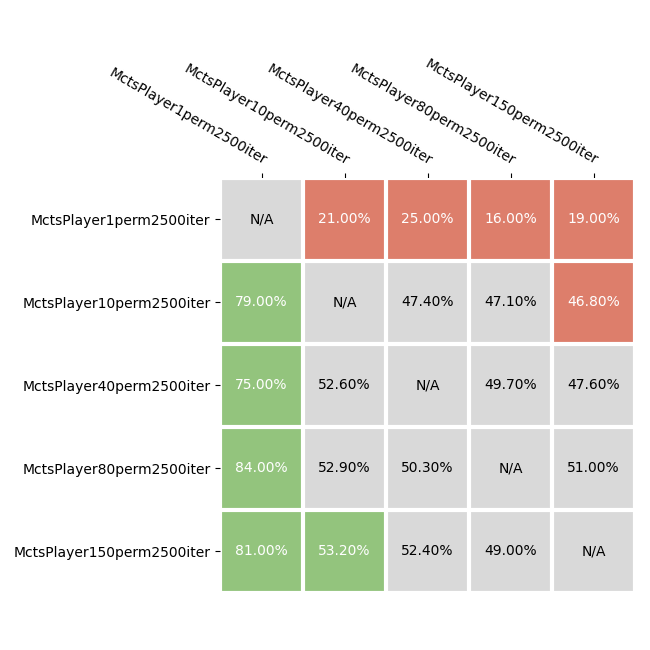 MctsPlayer1perm2500iter
MctsPlayer10perm2500iter
MctsPlayer40perm2500iter
MctsPlayer80perm2500iter
MctsPlayer150perm2500iter
MctsPlayer1perm2500iter N/A 21.00% 25.00% 16.00% 19.00%
MctsPlayer10perm2500iter 79.00% N/A 47.40% 47.10% 46.80%
MctsPlayer40perm2500iter 75.00% 52.60% N/A 49.70% 47.60%
MctsPlayer80perm2500iter 84.00% 52.90% 50.30% N/A 51.00%
MctsPlayer150perm2500iter 81.00% 53.20% 52.40% 49.00% N/A